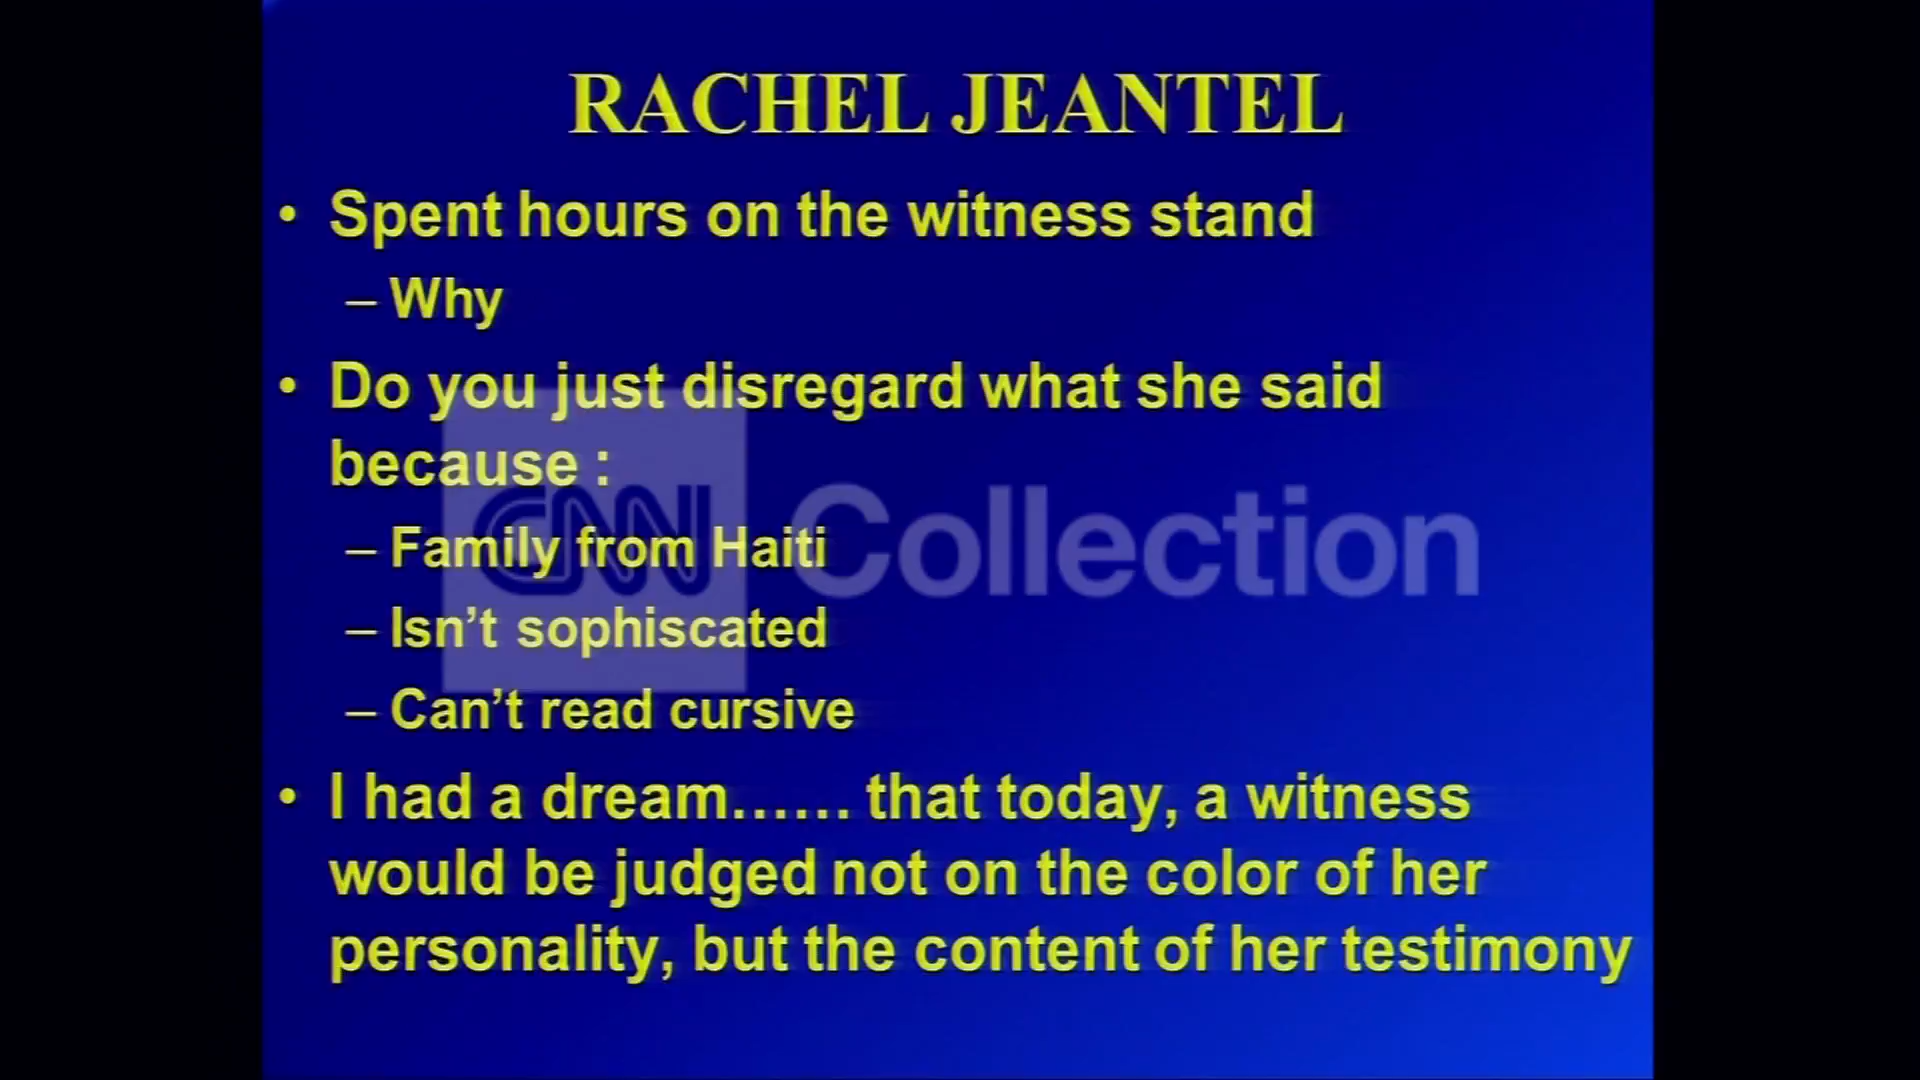 RACHEL JEANTEL
• Spent hours on the witness stand
– Why
• Do you just disregard what she said
because :
– Family from Haiti
– Isn’t sophiscated
– Can’t read cursive
• I had a dream…… that today, a witness
would be judged not on the color of her
personality, but the content of her testimony
CNN Collection